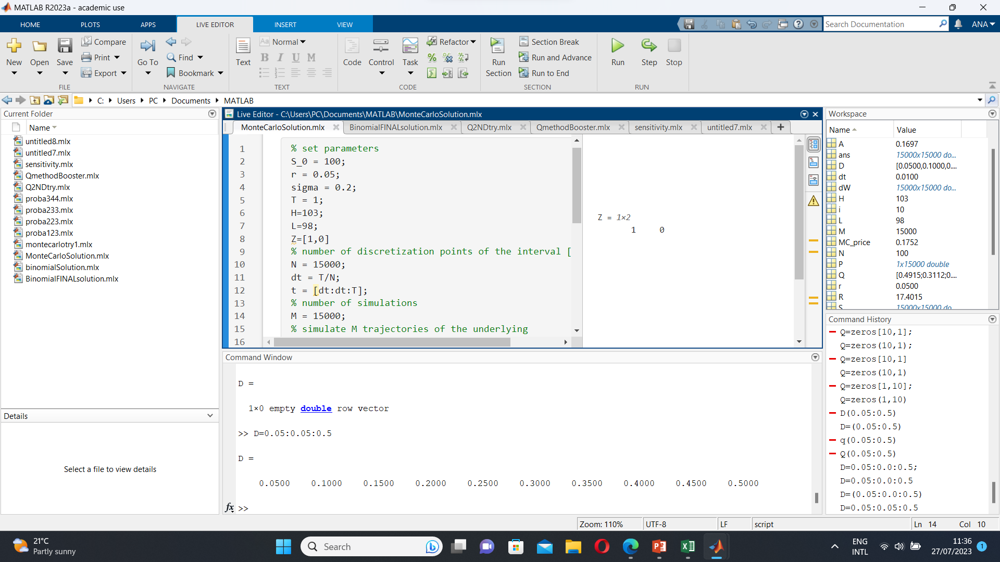 MATLAB R2023a - academic use
HOME PLOTS APPS LIVE EDITOR INSERT VIEW
Search Documentation
ANA
New Open Save Compare Print Export
FILE
Go To Find Bookmark
NAVIGATE
Text Aa Normal B I U M
TEXT
Code Control Task Refactor
CODE
Run Section Section Break Run and Advance Run to End
SECTION
Run Step Stop
RUN
C: Users PC Documents MATLAB
Current Folder
Name
untitled8.mlx
untitled7.mlx
sensitivity.mlx
QmethodBooster.mlx
Q2NDtry.mlx
proba344.mlx
proba233.mlx
proba223.mlx
proba123.mlx
montecarlotry1.mlx
MonteCarloSolution.mlx
binomialSolution.mlx
BinomialFINALsolution.mlx
Details
Select a file to view details
Live Editor - C:\Users\PC\Documents\MATLAB\MonteCarloSolution.mlx
MonteCarloSolution.mlx BinomialFINALsolution.mlx Q2NDtry.mlx QmethodBooster.mlx sensitivity.mlx untitled7.mlx
1 % set parameters
2 S_0 = 100;
3 r = 0.05;
4 sigma = 0.2;
5 T = 1;
6 H=103;
7 L=98;
8 Z=[1,0]
9 % number of discretization points of the interval [
10 N = 15000;
11 dt = T/N;
12 t = [dt:dt:T];
13 % number of simulations
14 M = 15000;
15 % simulate M trajectories of the underlying
16
Z = 1×2
1 0
Command Window
D =
1×0 empty double row vector
>> D=0.05:0.05:0.5
D =
0.0500 0.1000 0.1500 0.2000 0.2500 0.3000 0.3500 0.4000 0.4500 0.5000
fx >>
Workspace
Name Value
A 0.1697
ans 15000x15000 do...
D [0.0500,0.1000,0....
dt 0.0100
dW 15000x15000 do...
H 103
i 10
L 98
M 15000
MC_price 0.1752
N 100
P 1x15000 double
Q [0.4915;0.3112;0....
r 0.0500
R 17.4015
S 15000x15000 do
Command History
Q=zeros[10,1];
Q=zeros(10,1);
Q=zeros[10,1]
Q=zeros(10,1)
Q=zeros[1,10];
Q=zeros(1,10)
D(0.05:0.5)
D=(0.05:0.5)
q(0.05:0.5)
Q(0.05:0.5)
D=0.05:0.0:0.5;
D=0.05:0.0:0.5
D=(0.05:0.0:0.5)
D=0.05:0.05:0.5
Zoom: 110% UTF-8 LF script Ln 14 Col 10
21°C
Partly sunny
Search
ENG
INTL
11:36
27/07/2023
1